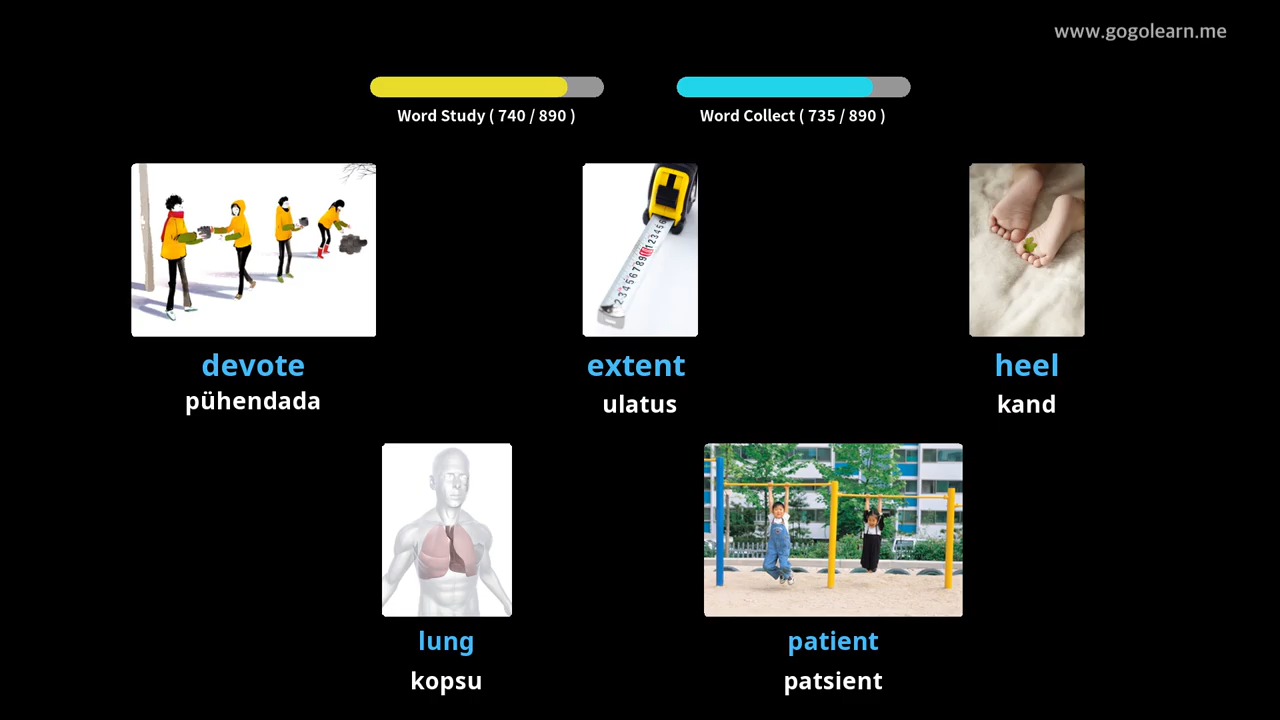 www.gogolearn.me
Word Study ( 740 / 890 )
Word Collect ( 735 / 890 )
devote
pühendada
extent
ulatus
heel
kand
lung
kopsu
patient
patsient